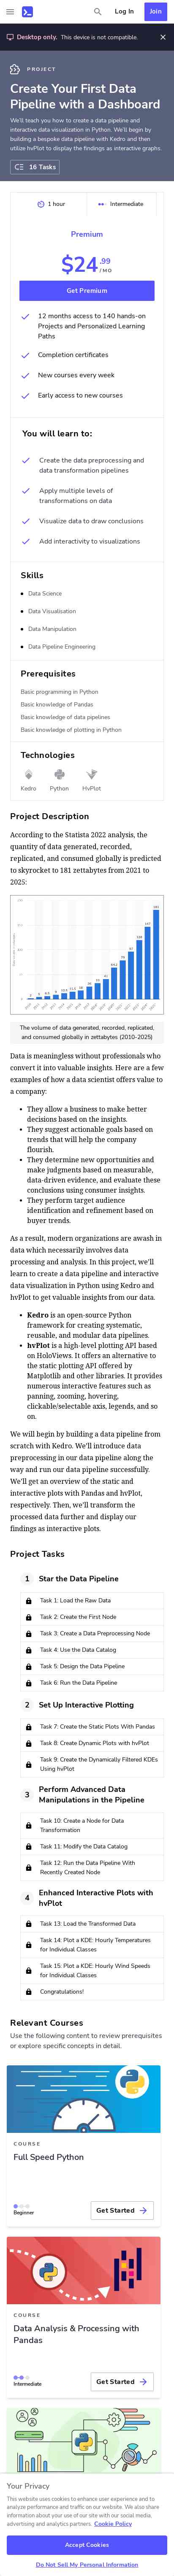 Log In
Join
Desktop only. This device is not compatible.
PROJECT
Create Your First Data
Pipeline with a Dashboard
We'll teach you how to create a data pipeline and
interactive data visualization in Python. We'll begin by
building a bespoke data pipeline with Kedro and then
utilize hvPlot to display the findings as interactive graphs.
16 Tasks
1 hour
Intermediate
Premium
$24.99
/ MO
Get Premium
12 months access to 140 hands-on
Projects and Personalized Learning
Paths
Completion certificates
New courses every week
Early access to new courses
You will learn to:
Create the data preprocessing and
data transformation pipelines
Apply multiple levels of
transformations on data
Visualize data to draw conclusions
Add interactivity to visualizations
Skills
Data Science
Data Visualisation
Data Manipulation
Data Pipeline Engineering
Prerequisites
Basic programming in Python
Basic knowledge of Pandas
Basic knowledge of data pipelines
Basic knowledge of plotting in Python
Technologies
Kedro
Python
HvPlot
Project Description
According to the Statista 2022 analysis, the
quantity of data generated, recorded,
replicated, and consumed globally is predicted
to skyrocket to 181 zettabytes from 2021 to
2025:
The volume of data generated, recorded, replicated,
and consumed globally in zettabytes (2010-2025)
Data is meaningless without professionals who
convert it into valuable insights. Here are a few
examples of how a data scientist offers value to
a company:
They allow a business to make better
decisions based on the insights.
They suggest actionable goals based on
trends that will help the company
flourish.
They determine new opportunities and
make judgments based on measurable,
data-driven evidence, and evaluate these
conclusions using consumer insights.
They perform target audience
identification and refinement based on
buyer trends.
As a result, modern organizations are awash in
data which necessarily involves data
processing and analysis. In this project, we'll
learn to create a data pipeline and interactive
data visualization in Python using Kedro and
hvPlot to get valuable insights from our data.
Kedro is an open-source Python
framework for creating systematic,
reusable, and modular data pipelines.
hvPlot is a high-level plotting API based
on HoloViews. It offers an alternative to
the static plotting API offered by
Matplotlib and other libraries. It provides
numerous interactive features such as
panning, zooming, hovering,
clickable/selectable axis, legends, and so
on.
We will begin by building a data pipeline from
scratch with Kedro. We'll introduce data
preprocessing in our data pipeline along the
way and run our data pipeline successfully.
We'll get an overview of the static and
interactive plots with Pandas and hvPlot,
respectively. Then, we'll transform the
processed data further and display our
findings as interactive plots.
Project Tasks
1 Star the Data Pipeline
Task 1: Load the Raw Data
Task 2: Create the First Node
Task 3: Create a Data Preprocessing Node
Task 4: Use the Data Catalog
Task 5: Design the Data Pipeline
Task 6: Run the Data Pipeline
2 Set Up Interactive Plotting
Task 7: Create the Static Plots With Pandas
Task 8: Create Dynamic Plots with hvPlot
Task 9: Create the Dynamically Filtered KDEs
Using hvPlot
3 Perform Advanced Data
Manipulations in the Pipeline
Task 10: Create a Node for Data
Transformation
Task 11: Modify the Data Catalog
Task 12: Run the Data Pipeline With
Recently Created Node
4 Enhanced Interactive Plots with
hvPlot
Task 13: Load the Transformed Data
Task 14: Plot a KDE: Hourly Temperatures
for Individual Classes
Task 15: Plot a KDE: Hourly Wind Speeds
for Individual Classes
Congratulations!
Relevant Courses
Use the following content to review prerequisites
or explore specific concepts in detail.
COURSE
Full Speed Python
Beginner
Get Started
COURSE
Data Analysis & Processing with
Pandas
Intermediate
Get Started
Your Privacy
This website uses cookies to enhance user experience and to
analyze performance and traffic on our website. We also share
information about your use of our site with our social media,
advertising, and analytics partners. Cookie Policy
Accept Cookies
Do Not Sell My Personal Information